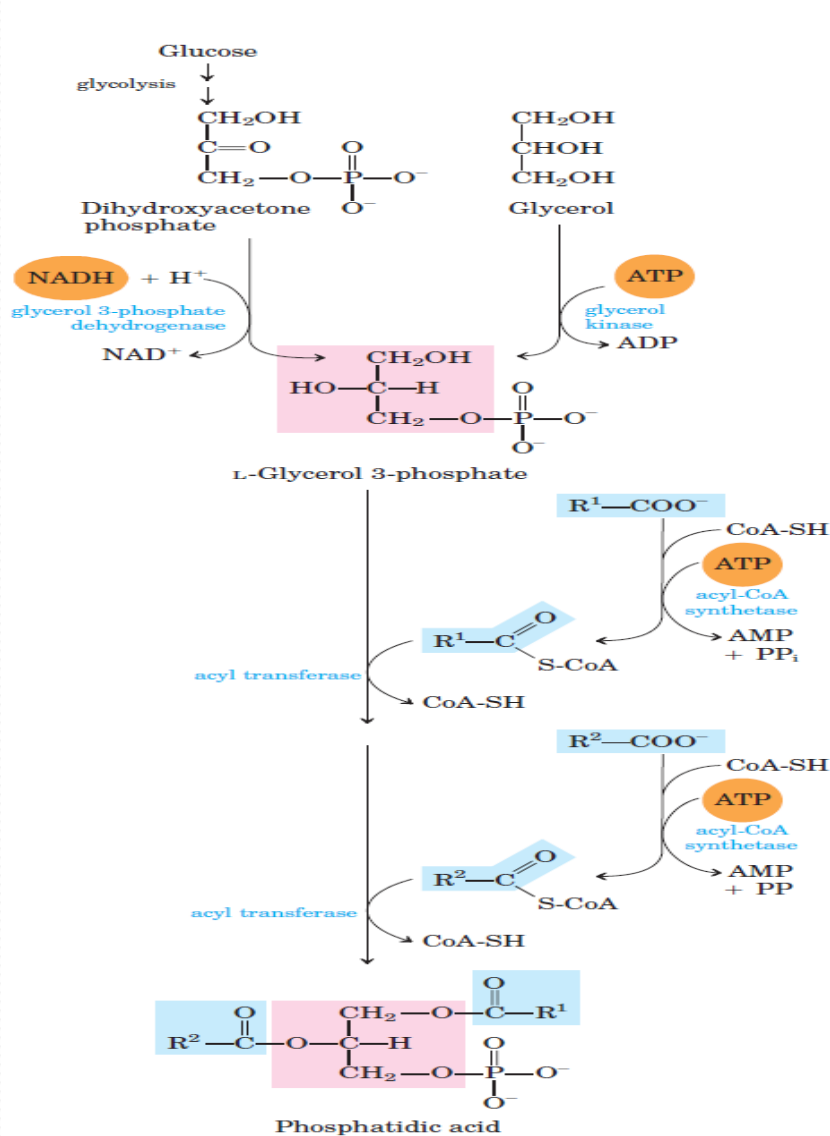 Glucose
glycolysis
CH₂OH
C=O
CH₂—O—P—O⁻
O
O⁻
Dihydroxyacetone
phosphate
CH₂OH
CHOH
CH₂OH
Glycerol
NADH + H⁺
glycerol 3-phosphate
dehydrogenase
NAD⁺
ATP
glycerol
kinase
ADP
CH₂OH
HO—C—H
CH₂—O—P—O⁻
O
O⁻
L-Glycerol 3-phosphate
R¹—COO⁻
CoA-SH
ATP
acyl-CoA
synthetase
AMP
+ PPᵢ
O
R¹—C
S-CoA
acyl transferase
CoA-SH
R²—COO⁻
CoA-SH
ATP
acyl-CoA
synthetase
AMP
+ PP
O
R²—C
S-CoA
acyl transferase
CoA-SH
O
CH₂—O—C—R¹
O
R²—C—O—C—H
O
CH₂—O—P—O⁻
O⁻
Phosphatidic acid